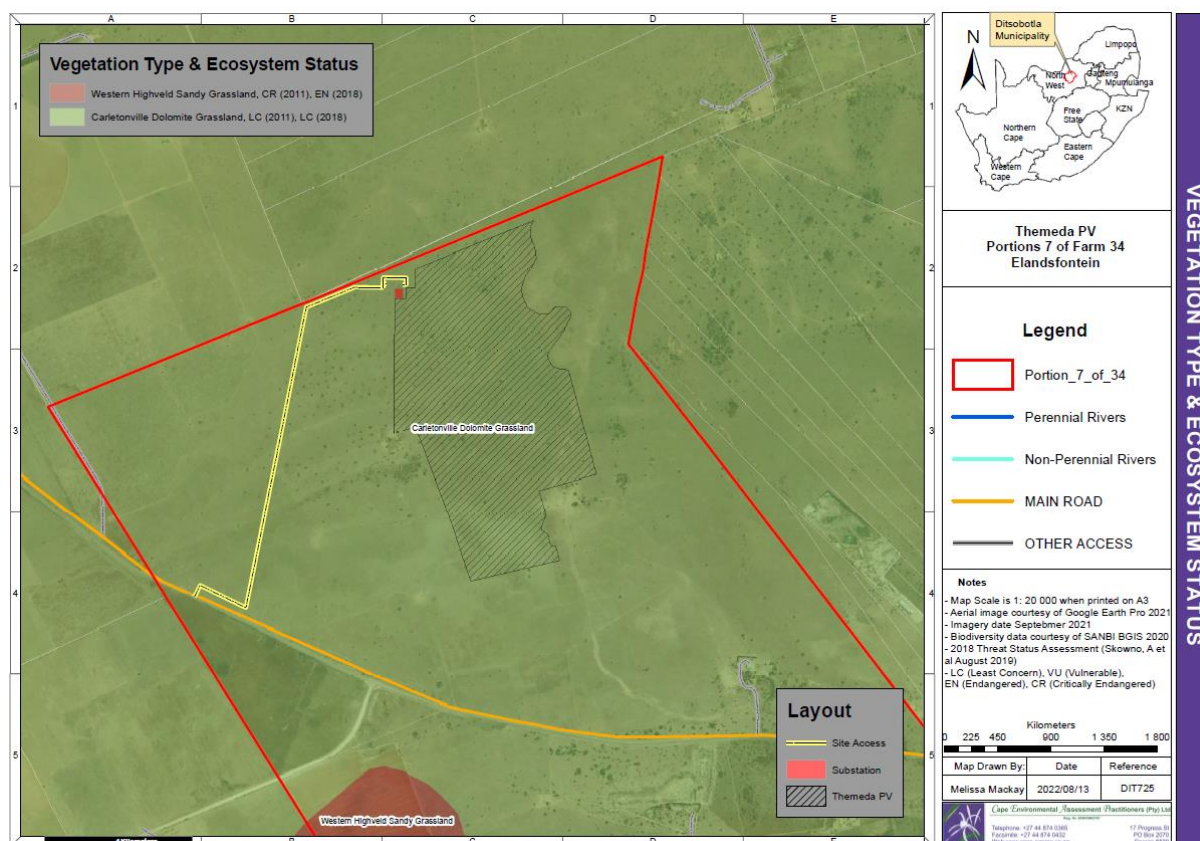 A B C D E
1
2
3
4
5
1
2
3
4
5
Vegetation Type & Ecosystem Status
Western Highveld Sandy Grassland, CR (2011), EN (2018)
Carletonville Dolomite Grassland, LC (2011), LC (2018)
Carletonville Dolomite Grassland
Western Highveld Sandy Grassland
Layout
Site Access
Substation
Themeda PV
Ditsobotla
Municipality
N
Limpopo
North
West
Gauteng
Mpumulanga
Free
State
KZN
Northern
Cape
Eastern
Cape
Western
Cape
Themeda PV
Portions 7 of Farm 34
Elandsfontein
Legend
Portion_7_of_34
Perennial Rivers
Non-Perennial Rivers
MAIN ROAD
OTHER ACCESS
Notes
- Map Scale is 1: 20 000 when printed on A3
- Aerial image courtesy of Google Earth Pro 2021
- Imagery date Septebmer 2021
- Biodiversity data courtesy of SANBI BGIS 2020
- 2018 Threat Status Assessment (Skowno, A et
al August 2019)
- LC (Least Concern), VU (Vulnerable),
EN (Endangered), CR (Critically Endangered)
Kilometers
0 225 450 900 1 350 1 800
Map Drawn By: Date Reference
Melissa Mackay 2022/08/13 DIT725
Cape Environmental Assessment Practitioners (Pty) Ltd
Telephone: +27 44 874 0365
Facsimile: +27 44 874 0432
17 Progress St
PO Box 2070
VEGETATION TYPE & ECOSYSTEM STATUS